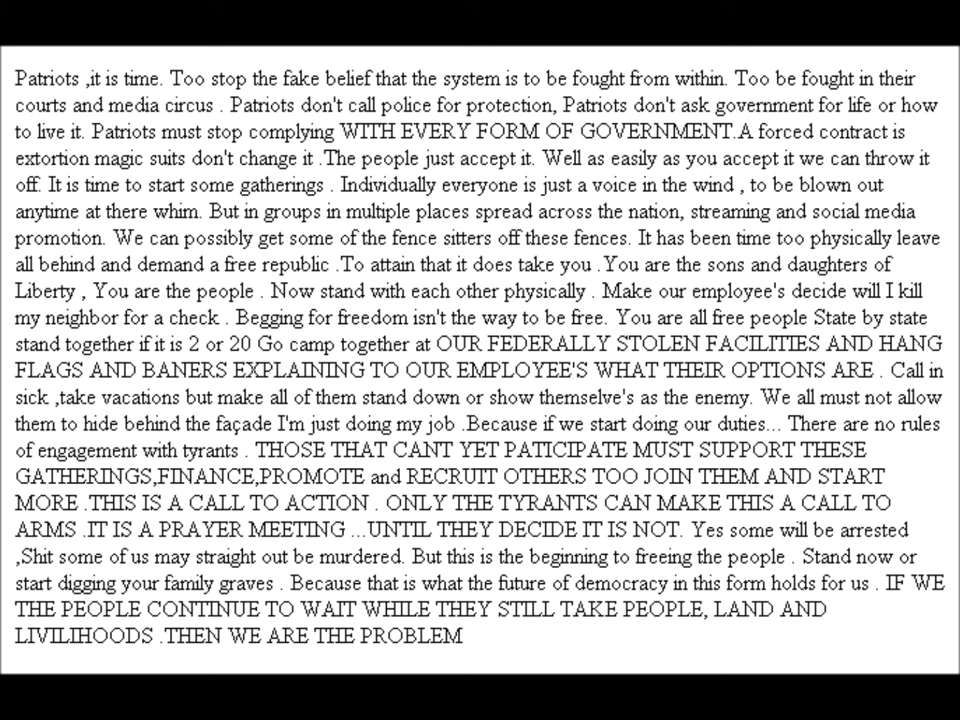 Patriots ,it is time. Too stop the fake belief that the system is to be fought from within. Too be fought in their
courts and media circus . Patriots don't call police for protection, Patriots don't ask government for life or how
to live it. Patriots must stop complying WITH EVERY FORM OF GOVERNMENT.A forced contract is
extortion magic suits don't change it .The people just accept it. Well as easily as you accept it we can throw it
off. It is time to start some gatherings . Individually everyone is just a voice in the wind , to be blown out
anytime at there whim. But in groups in multiple places spread across the nation, streaming and social media
promotion. We can possibly get some of the fence sitters off these fences. It has been time too physically leave
all behind and demand a free republic .To attain that it does take you .You are the sons and daughters of
Liberty , You are the people . Now stand with each other physically . Make our employee's decide will I kill
my neighbor for a check . Begging for freedom isn't the way to be free. You are all free people State by state
stand together if it is 2 or 20 Go camp together at OUR FEDERALLY STOLEN FACILITIES AND HANG
FLAGS AND BANERS EXPLAINING TO OUR EMPLOYEE'S WHAT THEIR OPTIONS ARE . Call in
sick ,take vacations but make all of them stand down or show themselve's as the enemy. We all must not allow
them to hide behind the façade I'm just doing my job .Because if we start doing our duties... There are no rules
of engagement with tyrants . THOSE THAT CANT YET PATICIPATE MUST SUPPORT THESE
GATHERINGS,FINANCE,PROMOTE and RECRUIT OTHERS TOO JOIN THEM AND START
MORE .THIS IS A CALL TO ACTION . ONLY THE TYRANTS CAN MAKE THIS A CALL TO
ARMS .IT IS A PRAYER MEETING ...UNTIL THEY DECIDE IT IS NOT. Yes some will be arrested
,Shit some of us may straight out be murdered. But this is the beginning to freeing the people . Stand now or
start digging your family graves . Because that is what the future of democracy in this form holds for us . IF WE
THE PEOPLE CONTINUE TO WAIT WHILE THEY STILL TAKE PEOPLE, LAND AND
LIVILIHOODS .THEN WE ARE THE PROBLEM